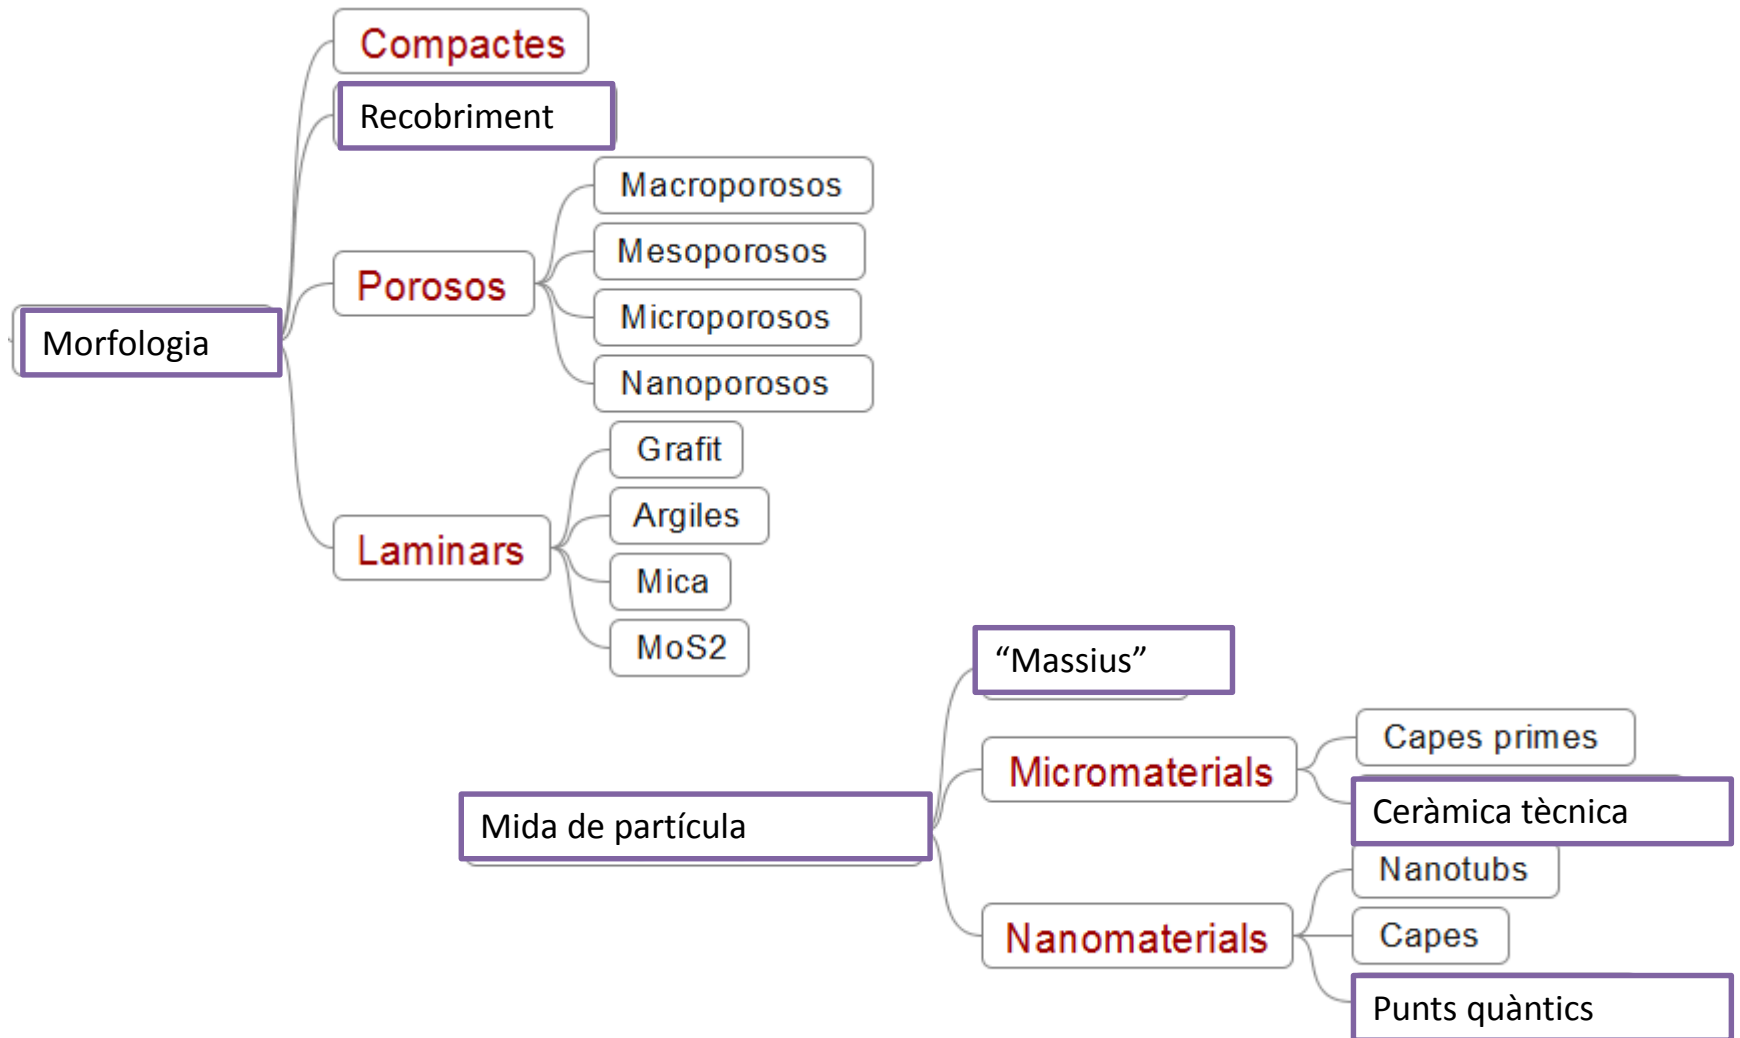 Compactes
Recobriment
Macroporosos
Mesoporosos
Porosos
Microporosos
Morfologia
Nanoporosos
Grafit
Argiles
Laminars
Mica
MoS2
“Massius”
Capes primes
Micromaterials
Ceràmica tècnica
Mida de partícula
Nanotubs
Nanomaterials
Capes
Punts quàntics